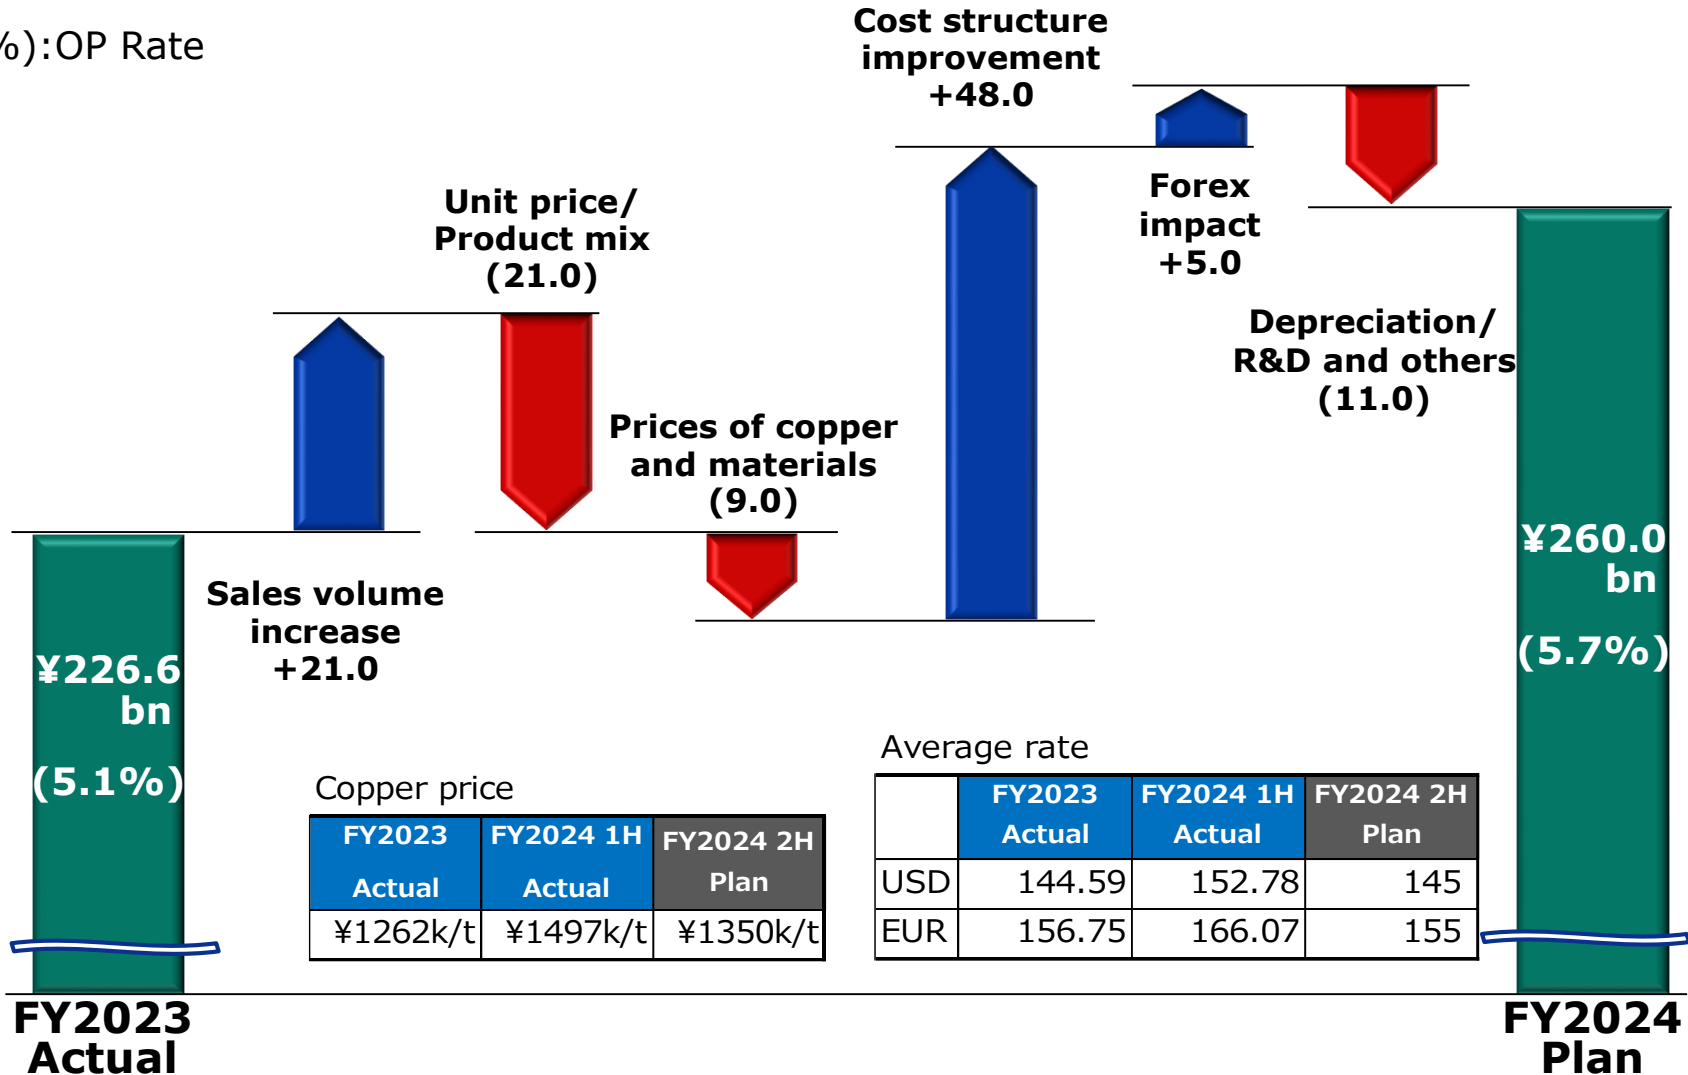 %):OP Rate
Cost structure
improvement
+48.0
Unit price/
Product mix
(21.0)
Forex
impact
+5.0
Depreciation/
R&D and others
(11.0)
Prices of copper
and materials
(9.0)
Sales volume
increase
+21.0
¥226.6
bn
(5.1%)
¥260.0
bn
(5.7%)
Copper price
FY2023 FY2024 1H FY2024 2H
Actual Actual Plan
¥1262k/t ¥1497k/t ¥1350k/t
Average rate
FY2023 FY2024 1H FY2024 2H
Actual Actual Plan
USD 144.59 152.78 145
EUR 156.75 166.07 155
FY2023
Actual
FY2024
Plan